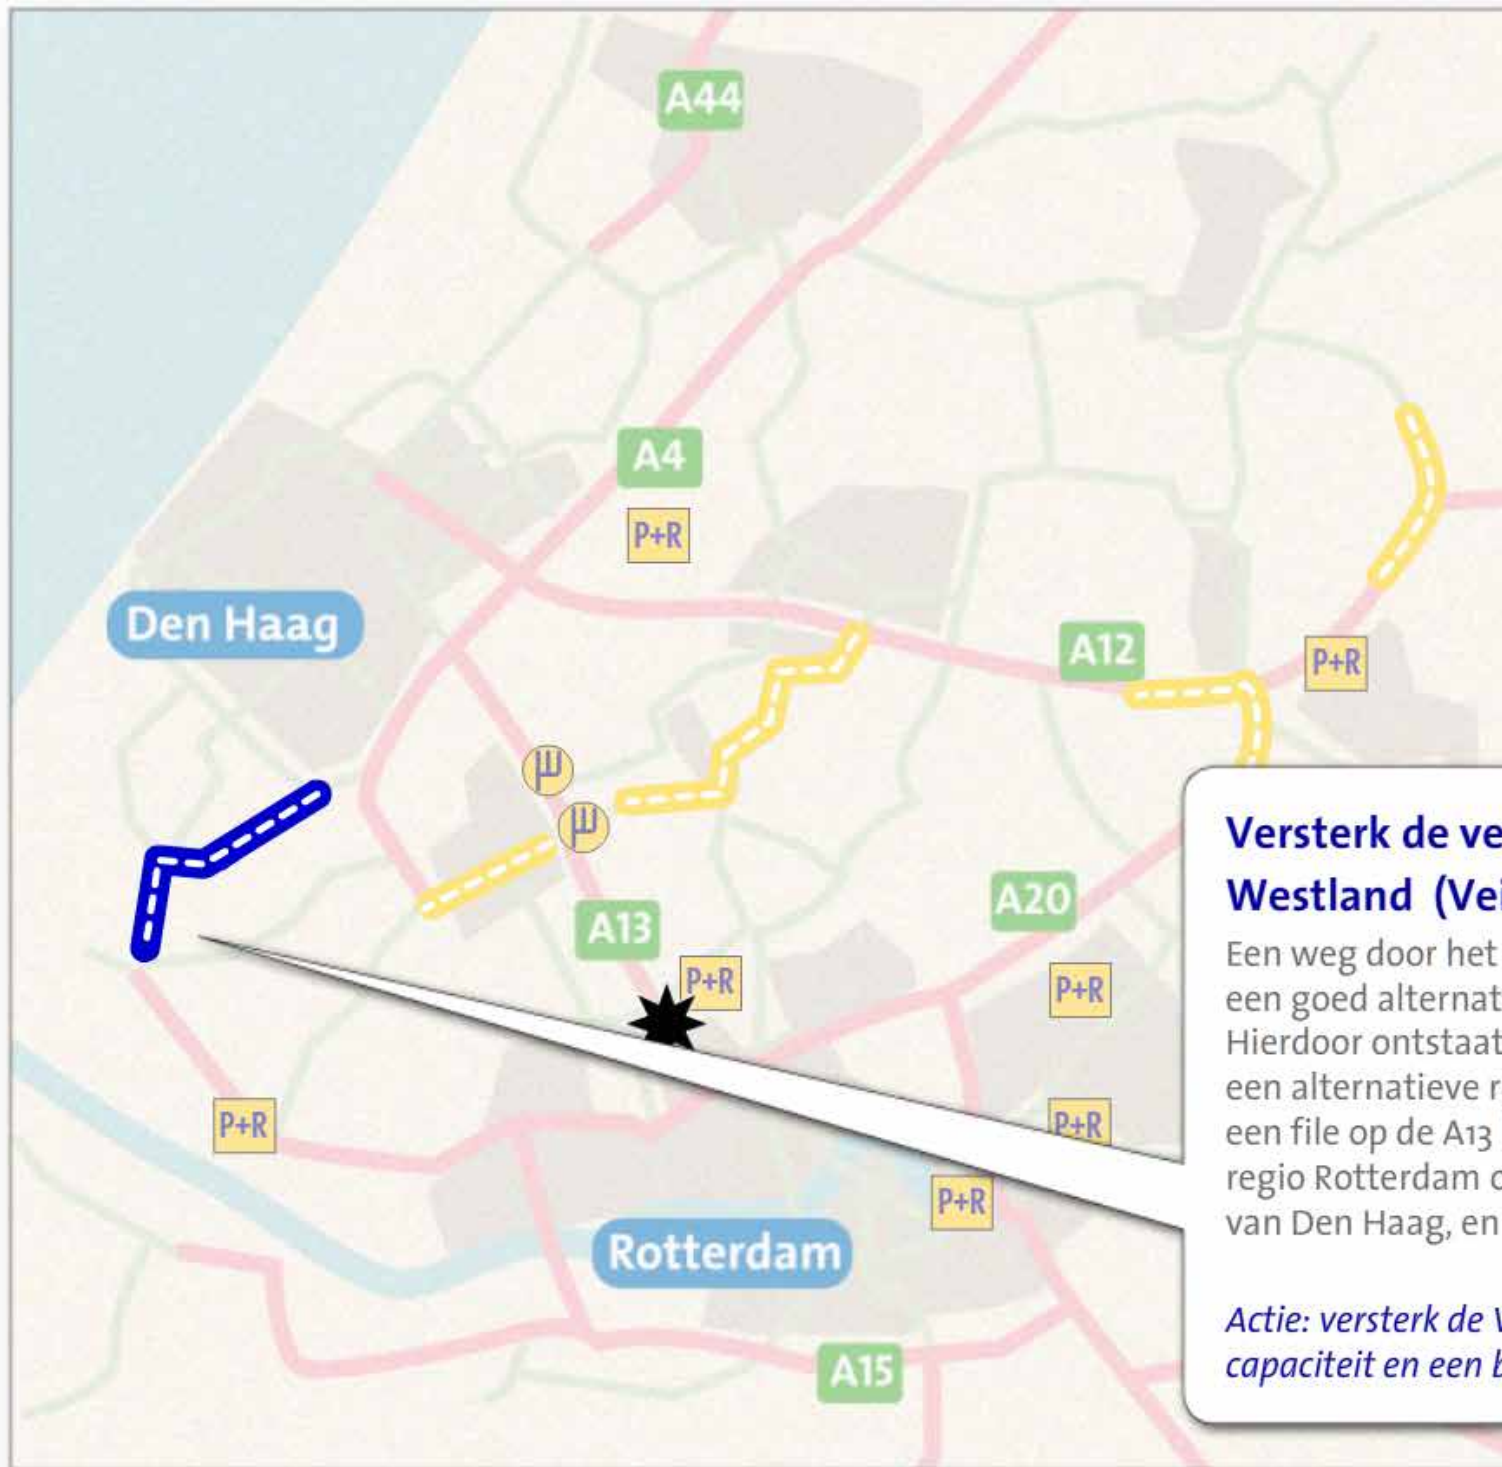 A44
A4
P+R
Den Haag
A12
P+R
A13
A20
P+R
P+R
P+R
P+R
P+R
Rotterdam
A15
Versterk de ve
Westland (Vei
Een weg door het
een goed alternat
Hierdoor ontstaat
een alternatieve r
een file op de A13
regio Rotterdam o
van Den Haag, en
Actie: versterk de V
capaciteit en een b